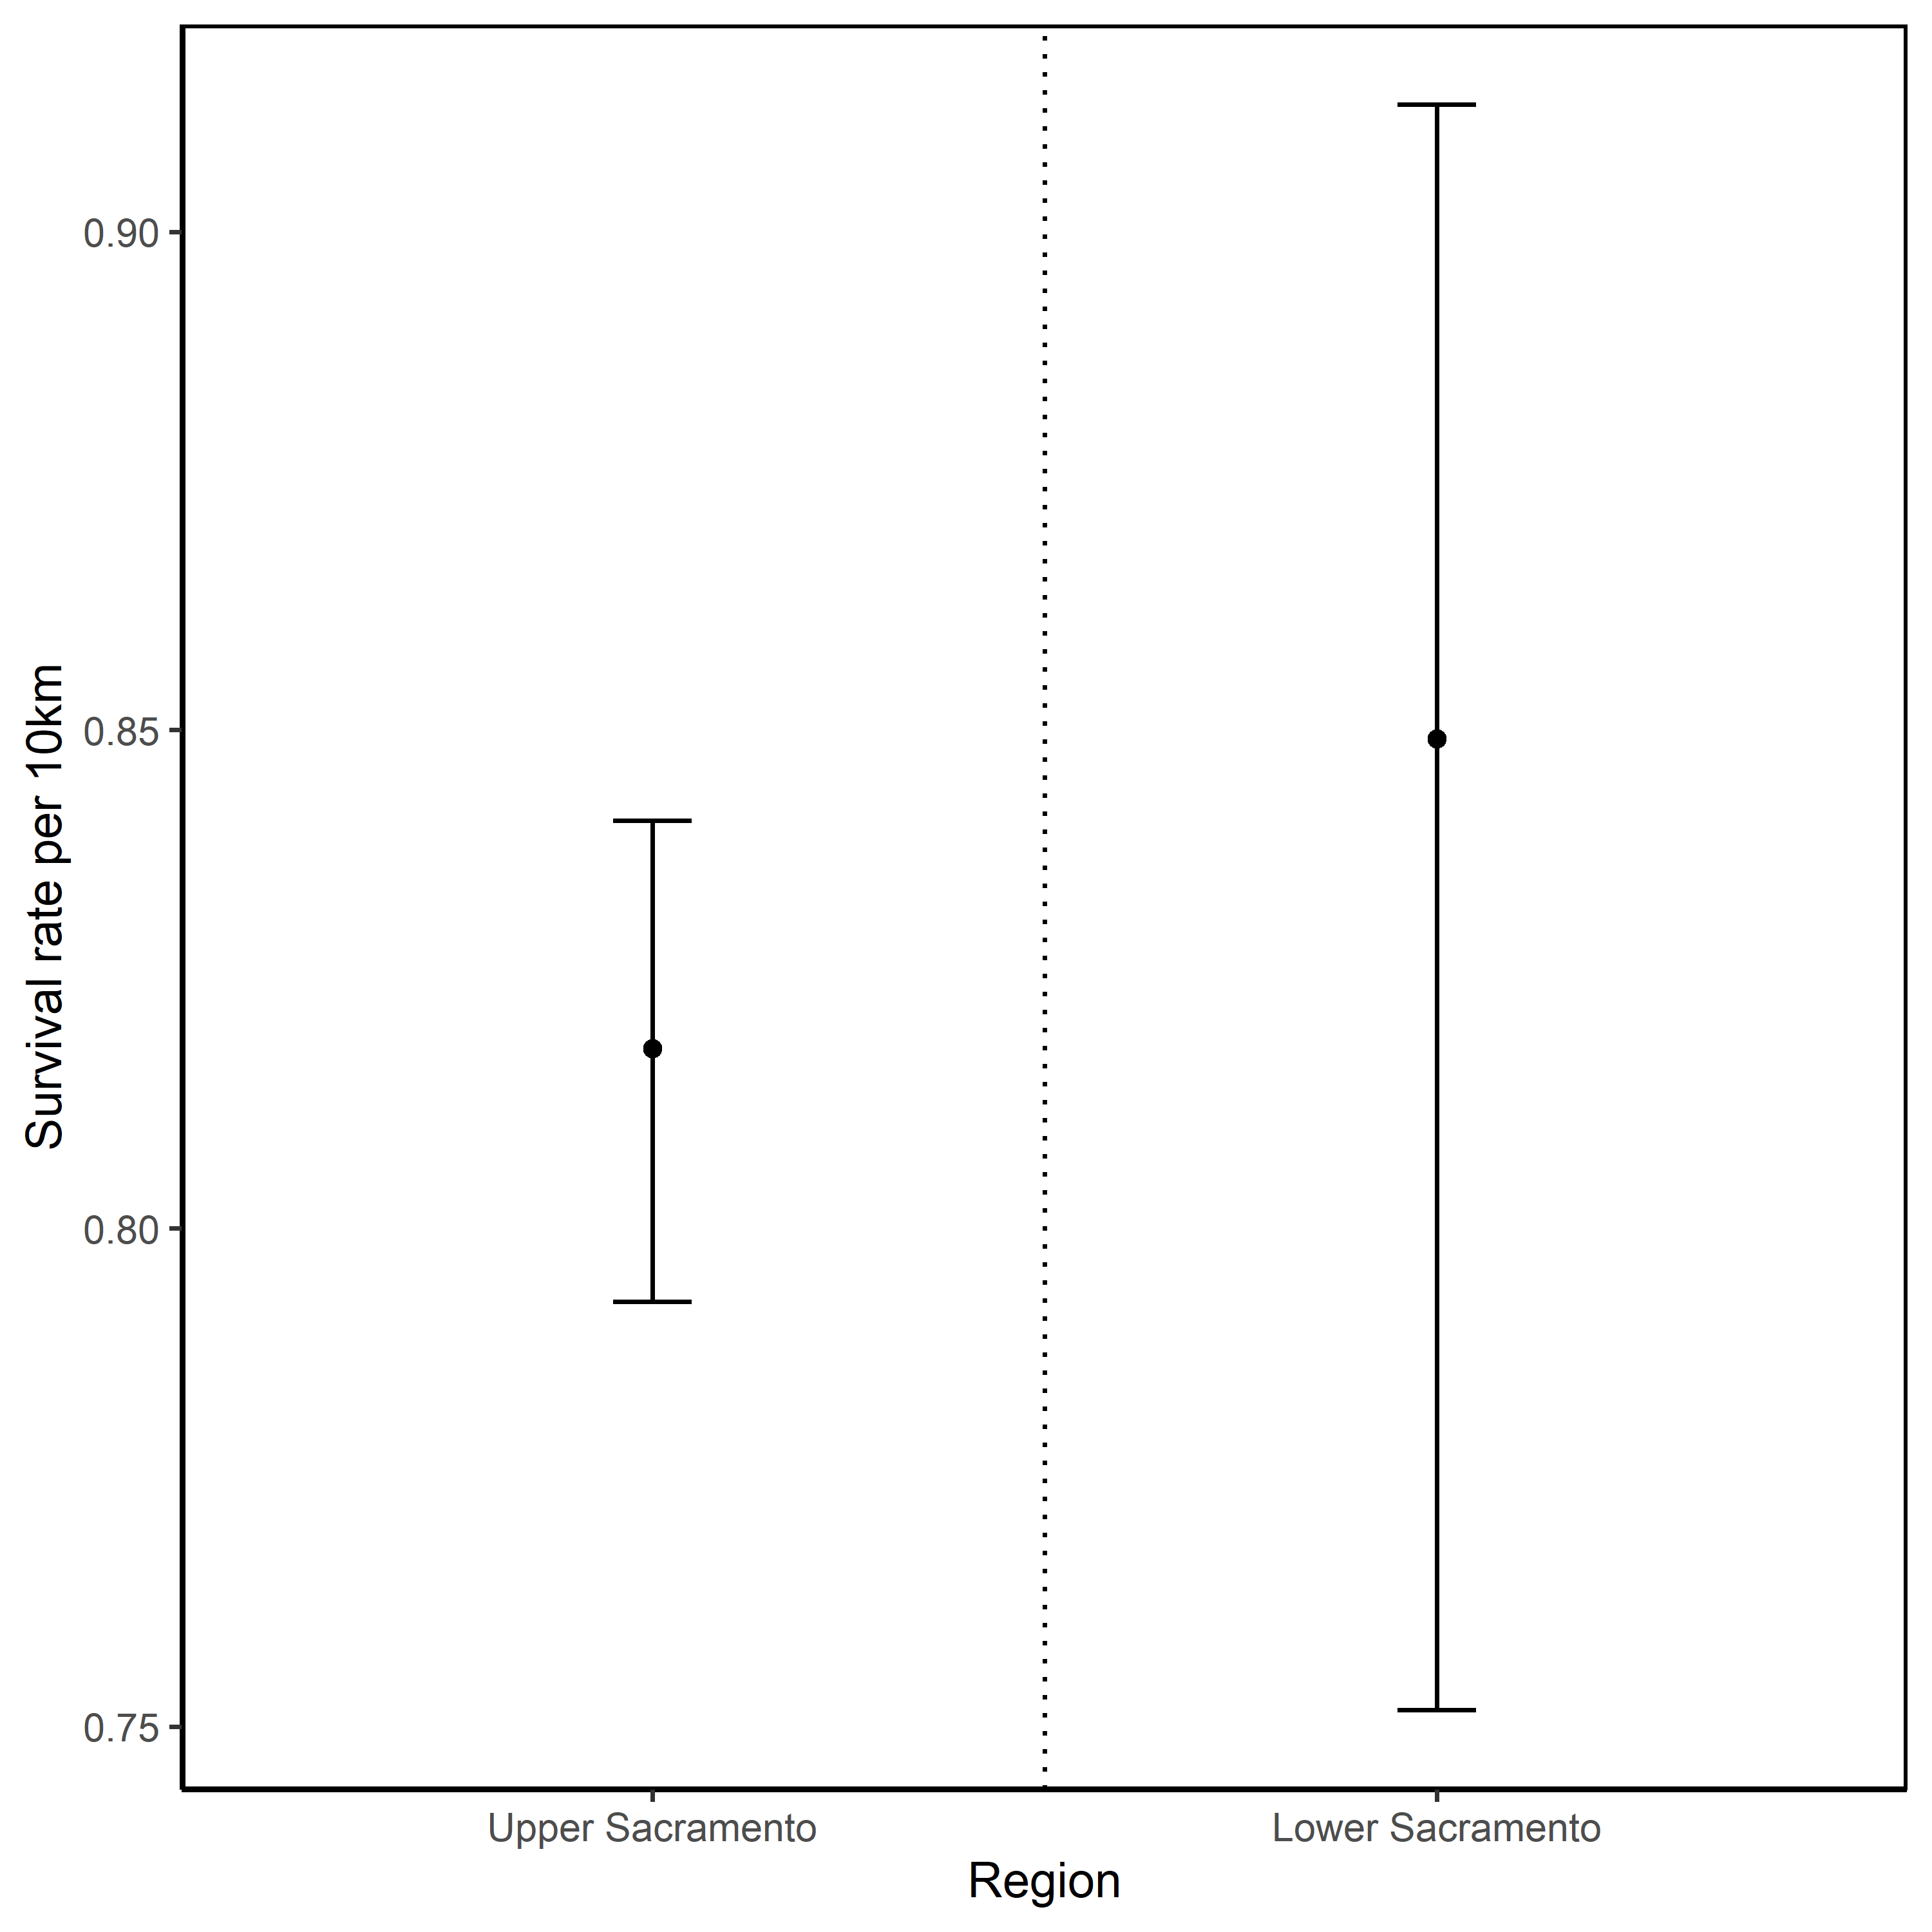 Survival rate per 10km
0.90
0.85
0.80
0.75
Upper Sacramento
Lower Sacramento
Region